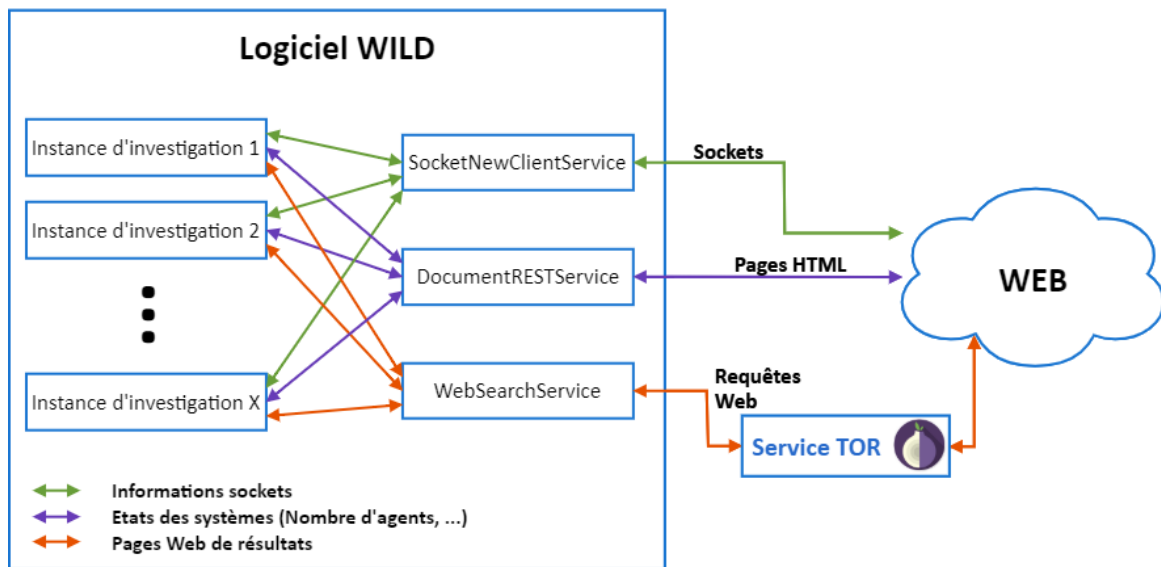 Logiciel WILD
Instance d'investigation 1
SocketNewClientService
Sockets
Instance d'investigation 2
DocumentRESTService
Pages HTML
WEB
Instance d'investigation X
WebSearchService
Requêtes
Web
Service TOR
Informations sockets
Etats des systèmes (Nombre d'agents, ...)
Pages Web de résultats